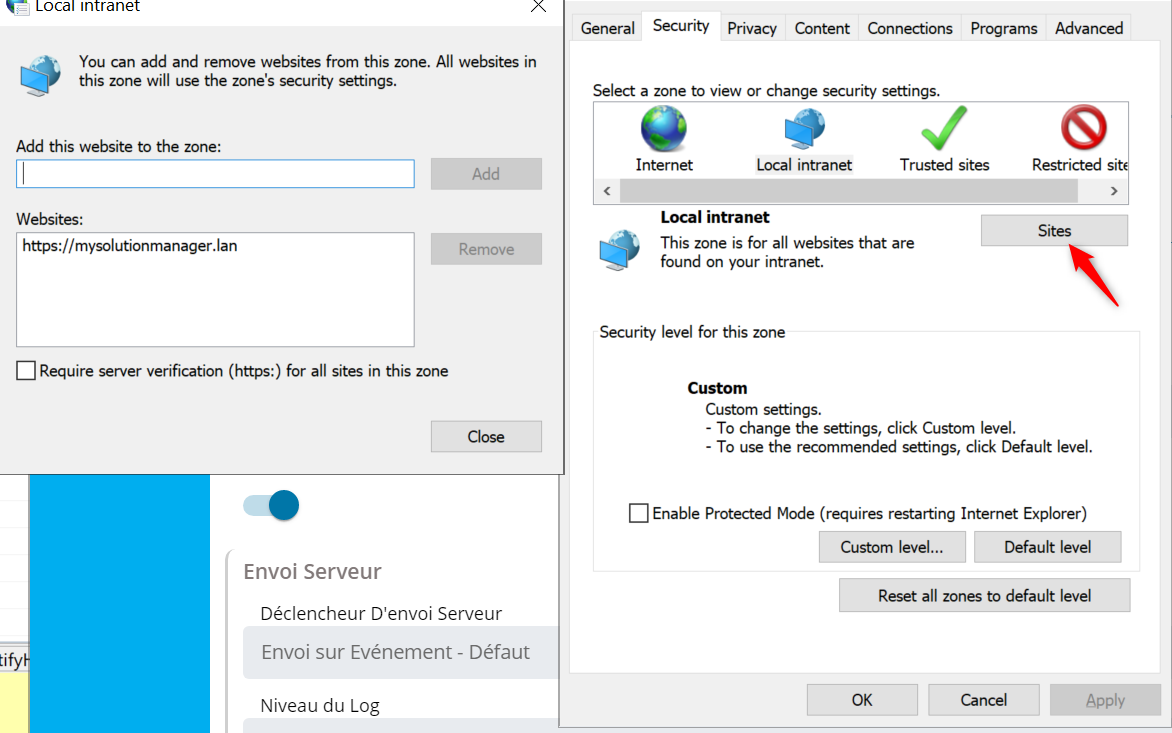 Local intranet
You can add and remove websites from this zone. All websites in
this zone will use the zone's security settings.
Add this website to the zone:
Add
Websites:
https://mysolutionmanager.lan
Remove
Require server verification (https:) for all sites in this zone
Close
General Security Privacy Content Connections Programs Advanced
Select a zone to view or change security settings.
Internet Local intranet Trusted sites Restricted site
Local intranet
Sites
This zone is for all websites that are
found on your intranet.
Security level for this zone
Custom
Custom settings.
- To change the settings, click Custom level.
- To use the recommended settings, click Default level.
Enable Protected Mode (requires restarting Internet Explorer)
Custom level... Default level
Reset all zones to default level
OK Cancel Apply
Envoi Serveur
Déclencheur D'envoi Serveur
Envoi sur Evénement - Défaut
Niveau du Log